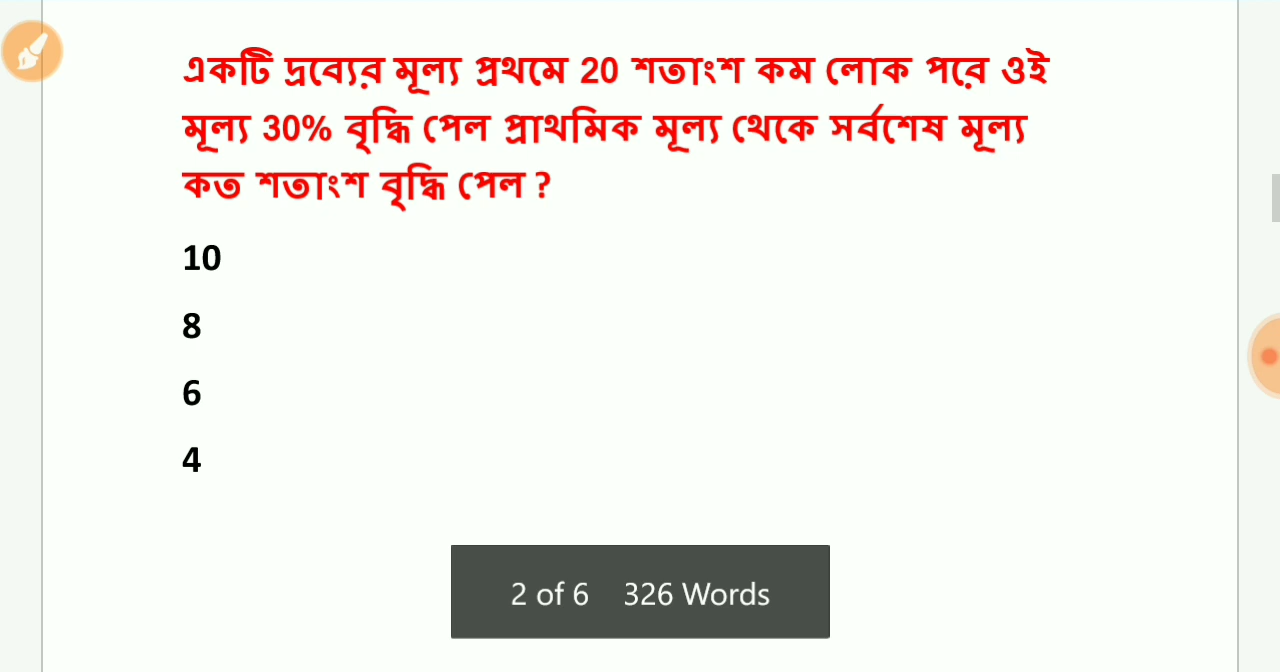 একটি দ্রব্যের মূল্য প্রথমে 20 শতাংশ কম লোক পরে ওই
মূল্য 30% বৃদ্ধি পেল প্রাথমিক মূল্য থেকে সর্বশেষ মূল্য
কত শতাংশ বৃদ্ধি পেল ?
10
8
6
4
2 of 6 326 Words